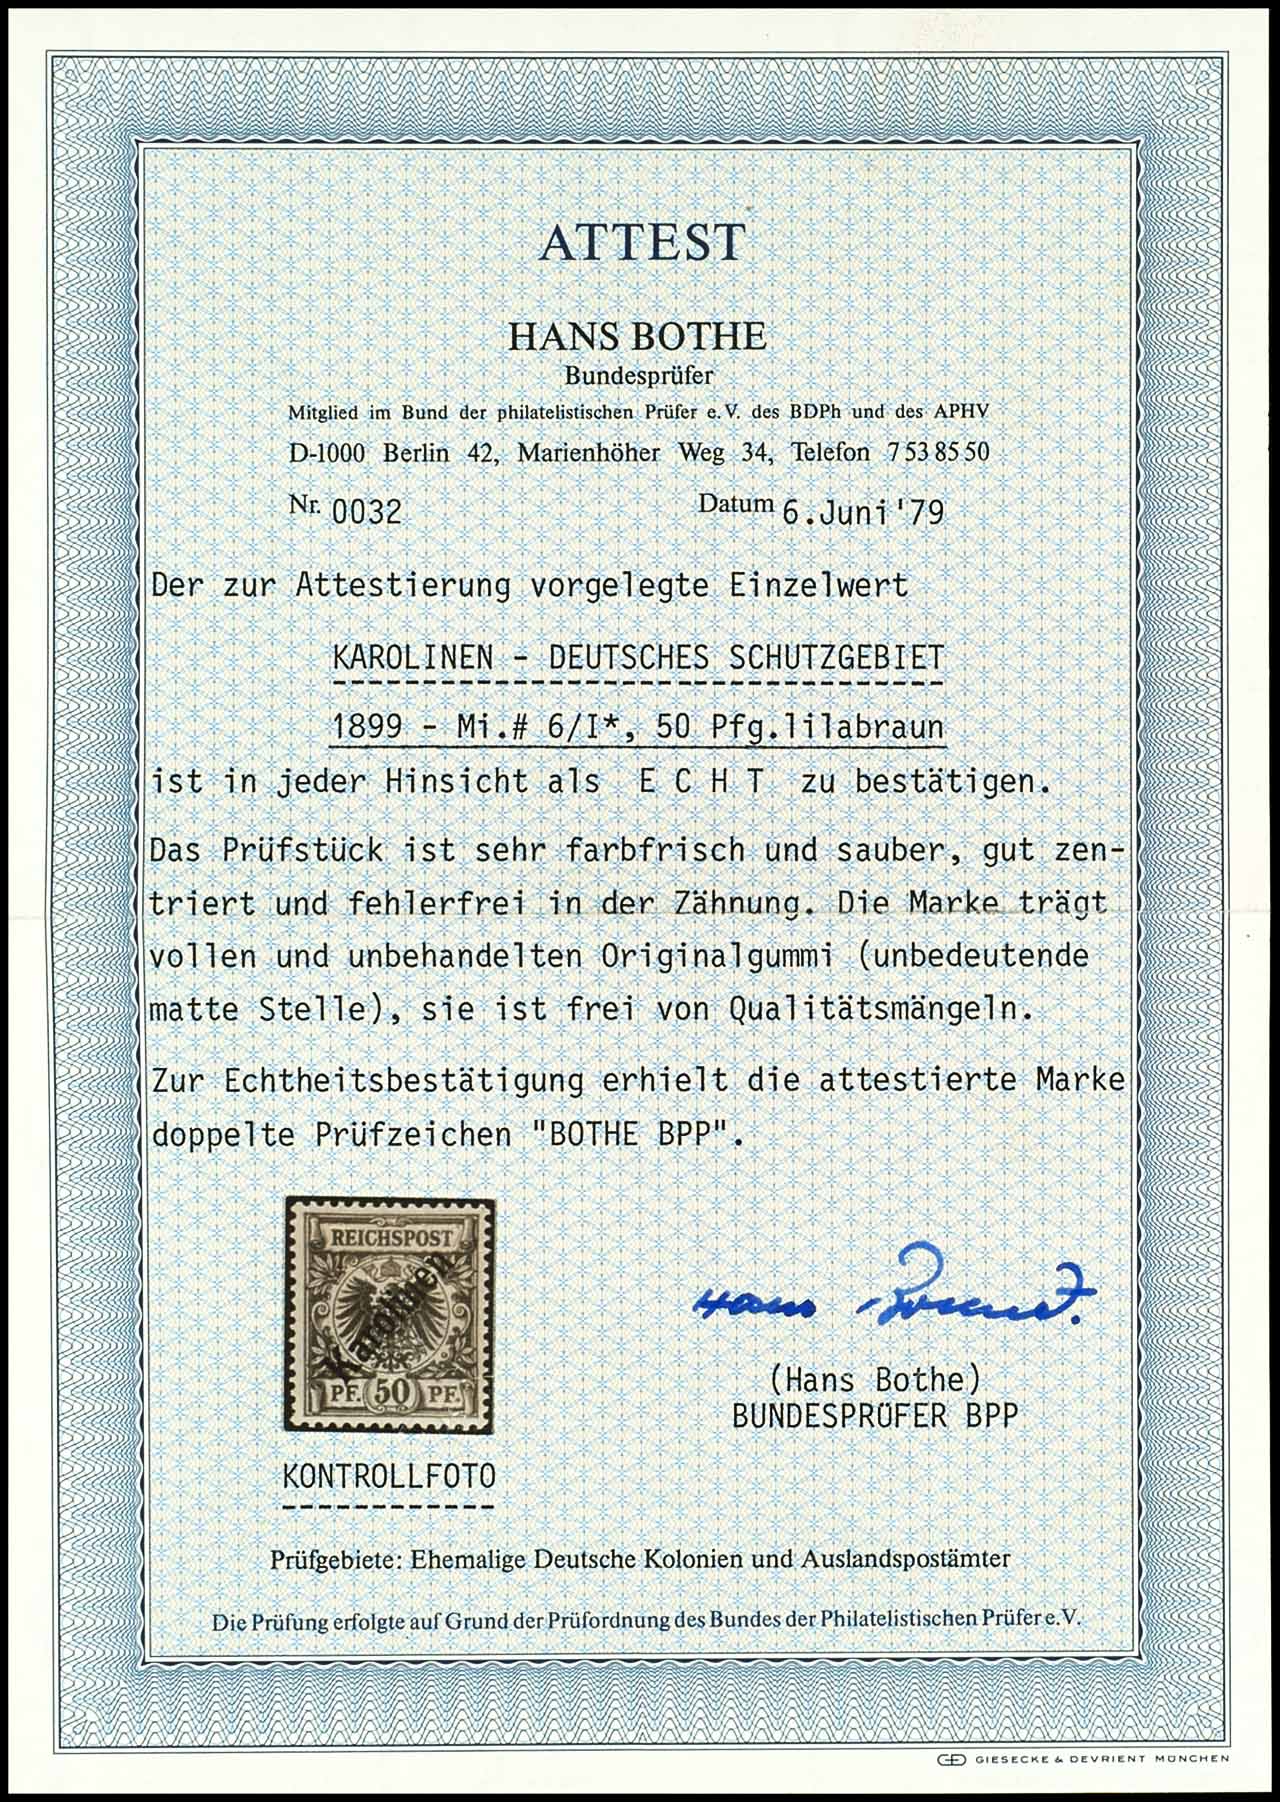 ATTEST
HANS BOTHE
Bundesprüfer
Mitglied im Bund der philatelistischen Prüfer e.V. des BDPh und des APHV
D-1000 Berlin 42, Marienhöher Weg 34, Telefon 7 53 85 50
Nr. 0032 Datum 6.Juni'79
Der zur Attestierung vorgelegte Einzelwert
KAROLINEN - DEUTSCHES SCHUTZGEBIET
1899 - Mi.# 6/I*, 50 Pfg.lilabraun
ist in jeder Hinsicht als E C H T zu bestätigen.
Das Prüfstück ist sehr farbfrisch und sauber, gut zen-
triert und fehlerfrei in der Zähnung. Die Marke trägt
vollen und unbehandelten Originalgummi (unbedeutende
matte Stelle), sie ist frei von Qualitätsmängeln.
Zur Echtheitsbestätigung erhielt die attestierte Marke
doppelte Prüfzeichen "BOTHE BPP".
REICHSPOST
Karolinen
PF. 50 PF.
Hans
(Hans Bothe)
BUNDESPRÜFER BPP
KONTROLLFOTO
Prüfgebiete: Ehemalige Deutsche Kolonien und Auslandspostämter
Die Prüfung erfolgte auf Grund der Prüfordnung des Bundes der Philatelistischen Prüfer e.V.
GIESECKE & DEVRIENT MÜNCHEN